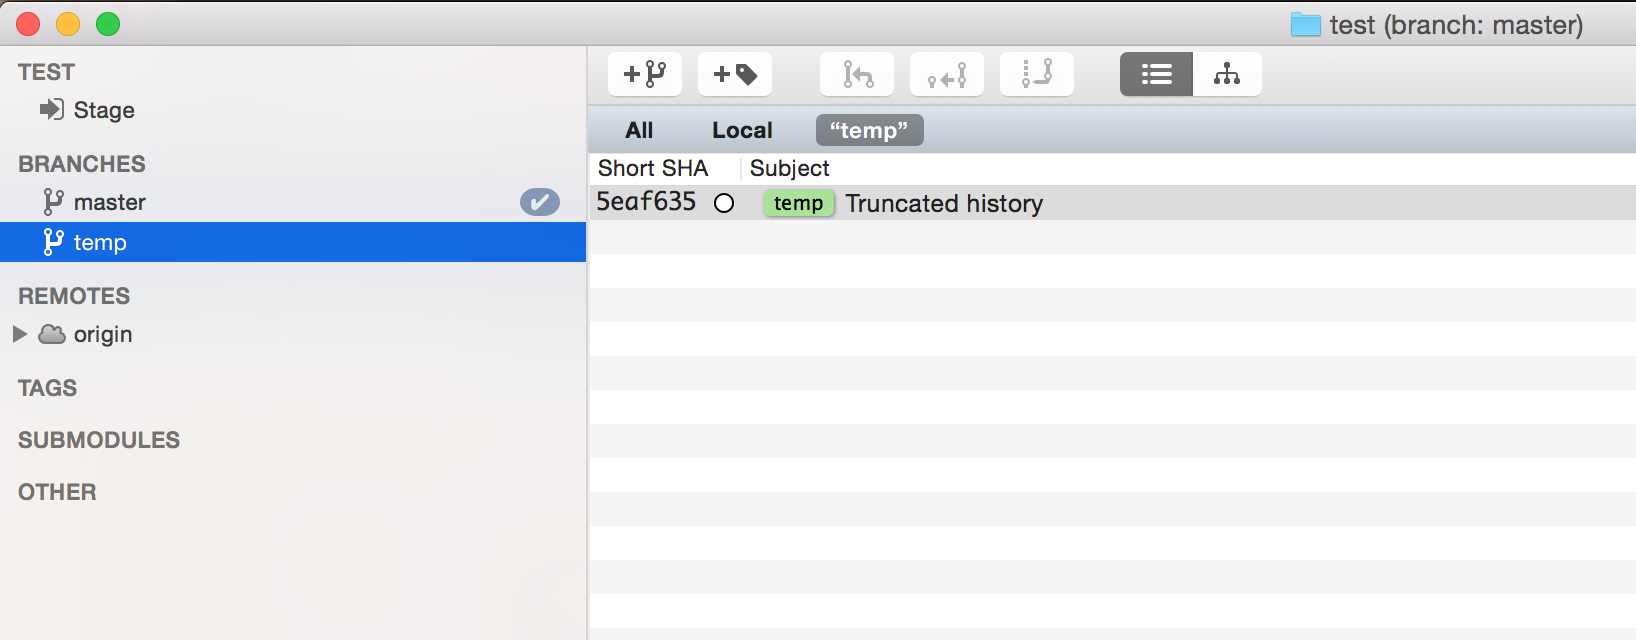 test (branch: master)
TEST
Stage
BRANCHES
master
temp
REMOTES
origin
TAGS
SUBMODULES
OTHER
All Local “temp”
Short SHA Subject
5eaf635 temp Truncated history